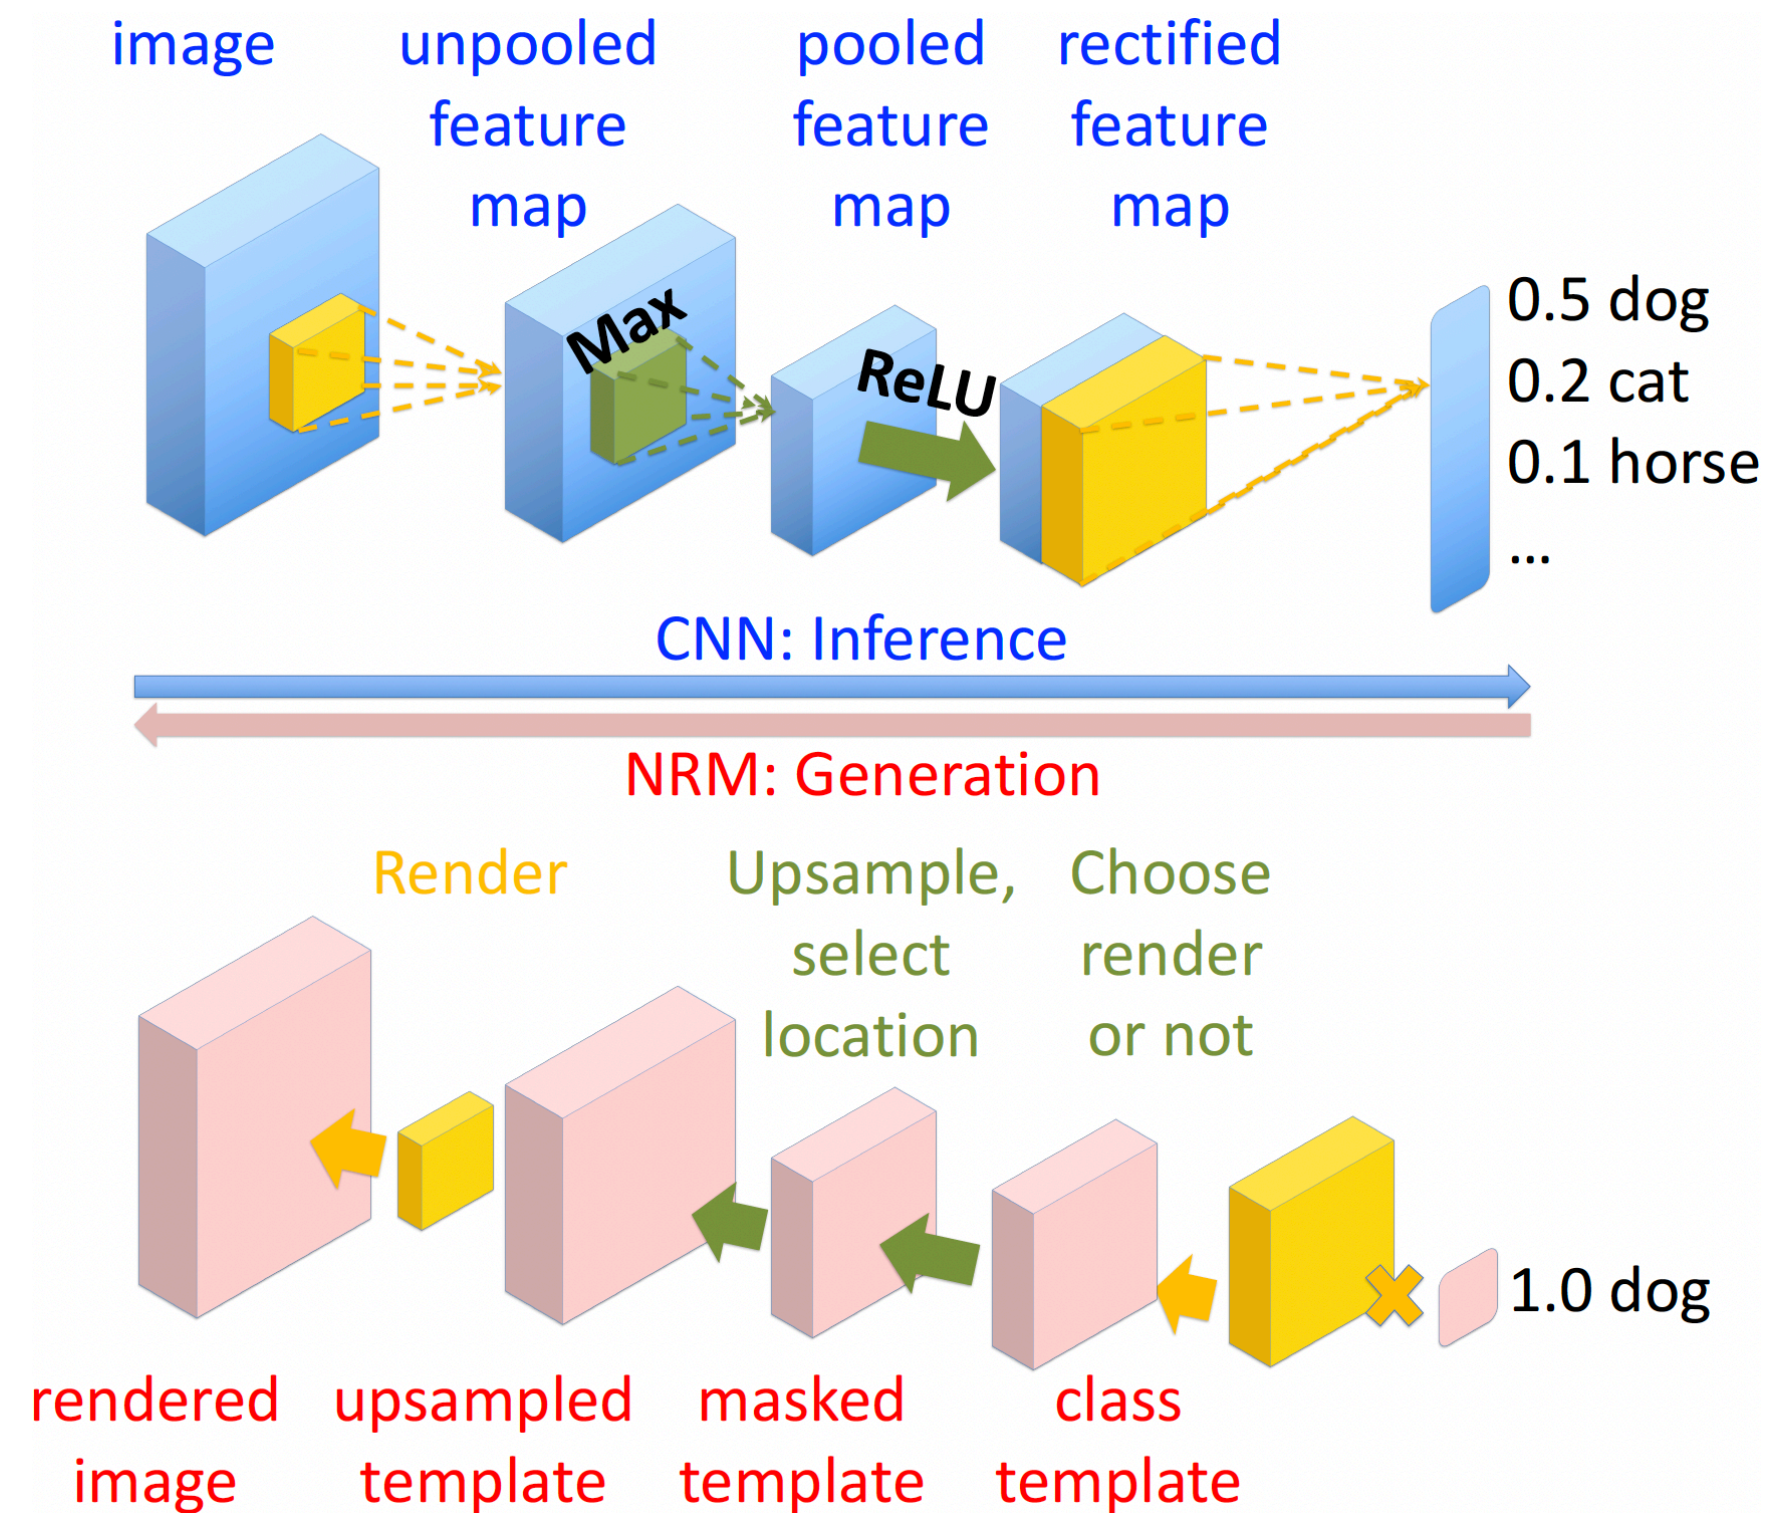 image
unpooled
feature
map
pooled
feature
map
rectified
feature
map
Max
ReLU
0.5 dog
0.2 cat
0.1 horse
...
CNN: Inference
NRM: Generation
Render
Upsample,
select
location
Choose
render
or not
1.0 dog
rendered
image
upsampled
template
masked
template
class
template